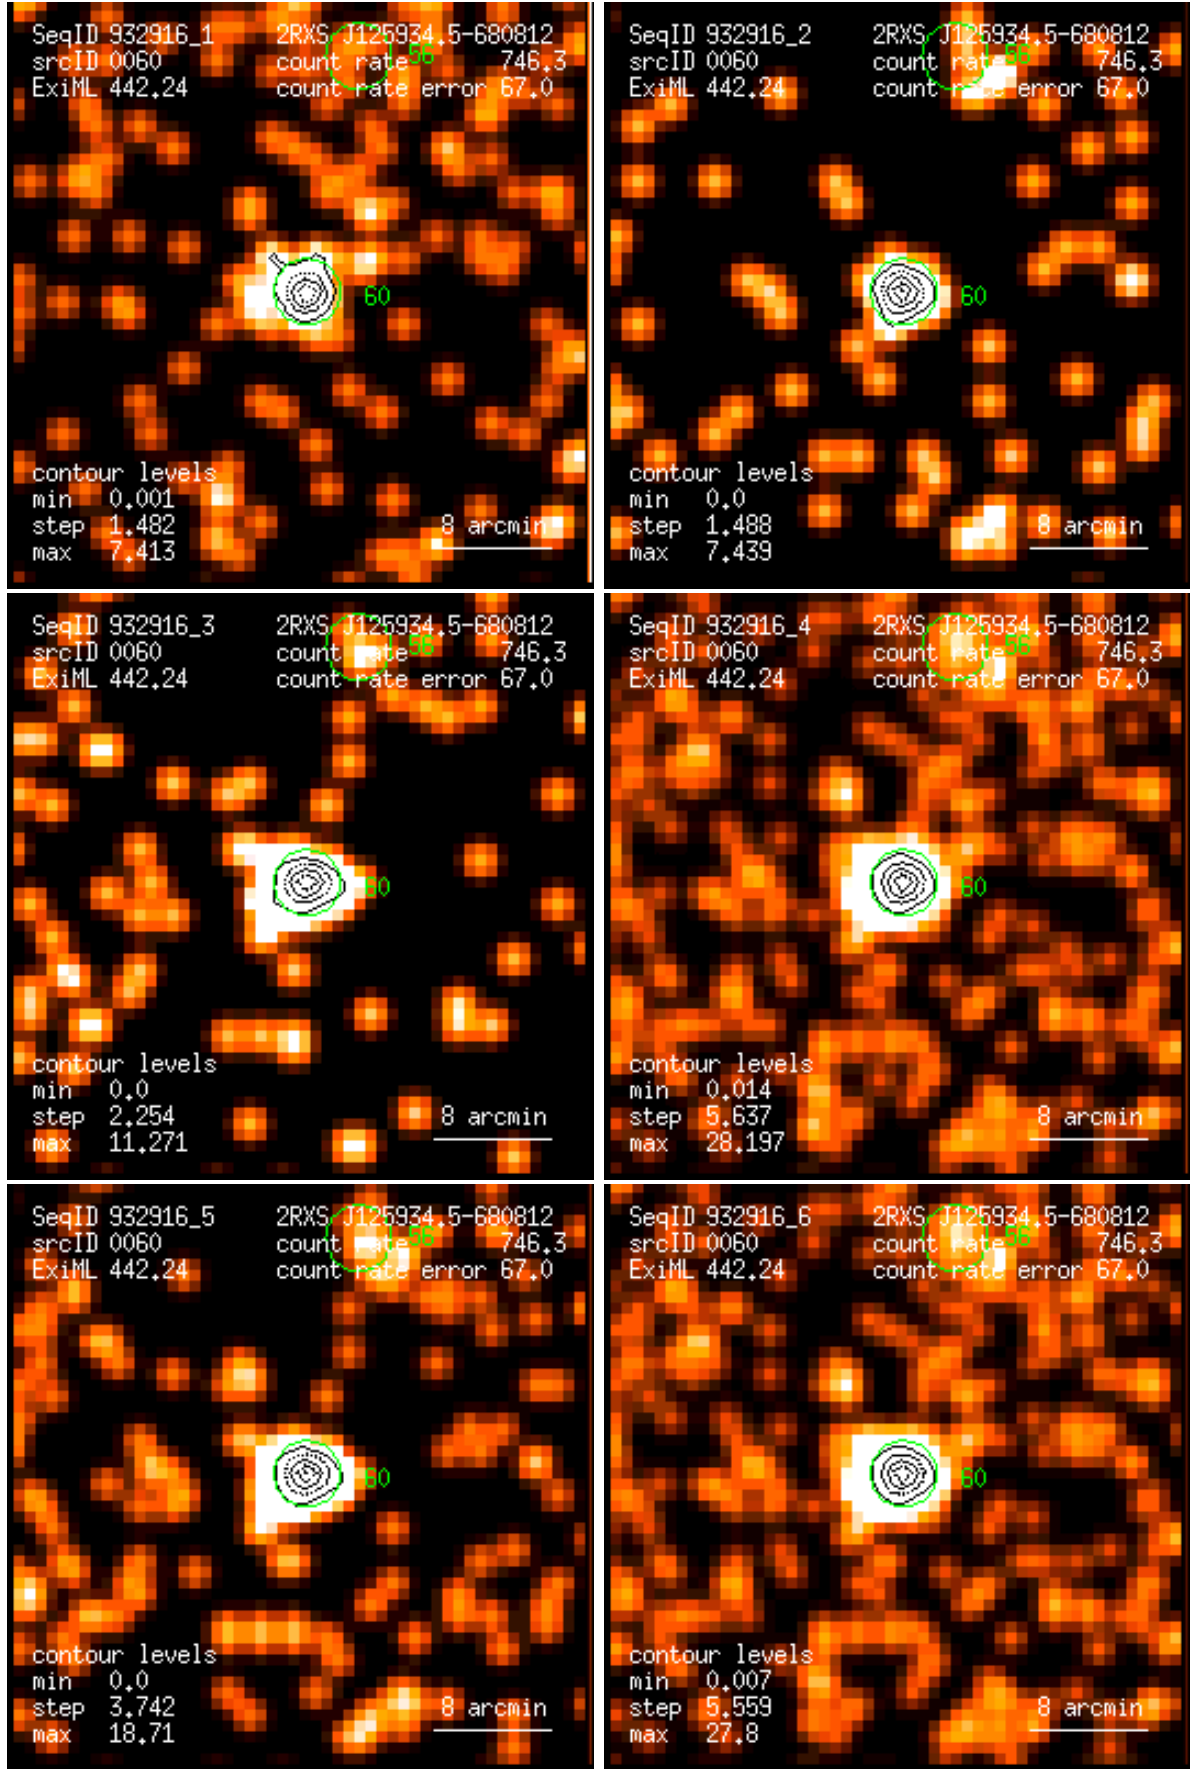 SeqID 932916_1 2RXS J125934.5-680812
srcID 0060 count rate 56 746.3
ExiML 442.24 count rate error 67.0
60
contour levels
min 0.001
step 1.482 8 arcmin
max 7.413
SeqID 932916_2 2RXS J125934.5-680812
srcID 0060 count rate 56 746.3
ExiML 442.24 count rate error 67.0
60
contour levels
min 0.0
step 1.488 8 arcmin
max 7.439
SeqID 932916_3 2RXS J125934.5-680812
srcID 0060 count rate 56 746.3
ExiML 442.24 count rate error 67.0
60
contour levels
min 0.0
step 2.254 8 arcmin
max 11.271
SeqID 932916_4 2RXS J125934.5-680812
srcID 0060 count rate 56 746.3
ExiML 442.24 count rate error 67.0
60
contour levels
min 0.014
step 5.637 8 arcmin
max 28.197
SeqID 932916_5 2RXS J125934.5-680812
srcID 0060 count rate 56 746.3
ExiML 442.24 count rate error 67.0
60
contour levels
min 0.0
step 3.742 8 arcmin
max 18.71
SeqID 932916_6 2RXS J125934.5-680812
srcID 0060 count rate 56 746.3
ExiML 442.24 count rate error 67.0
60
contour levels
min 0.007
step 5.559 8 arcmin
max 27.8